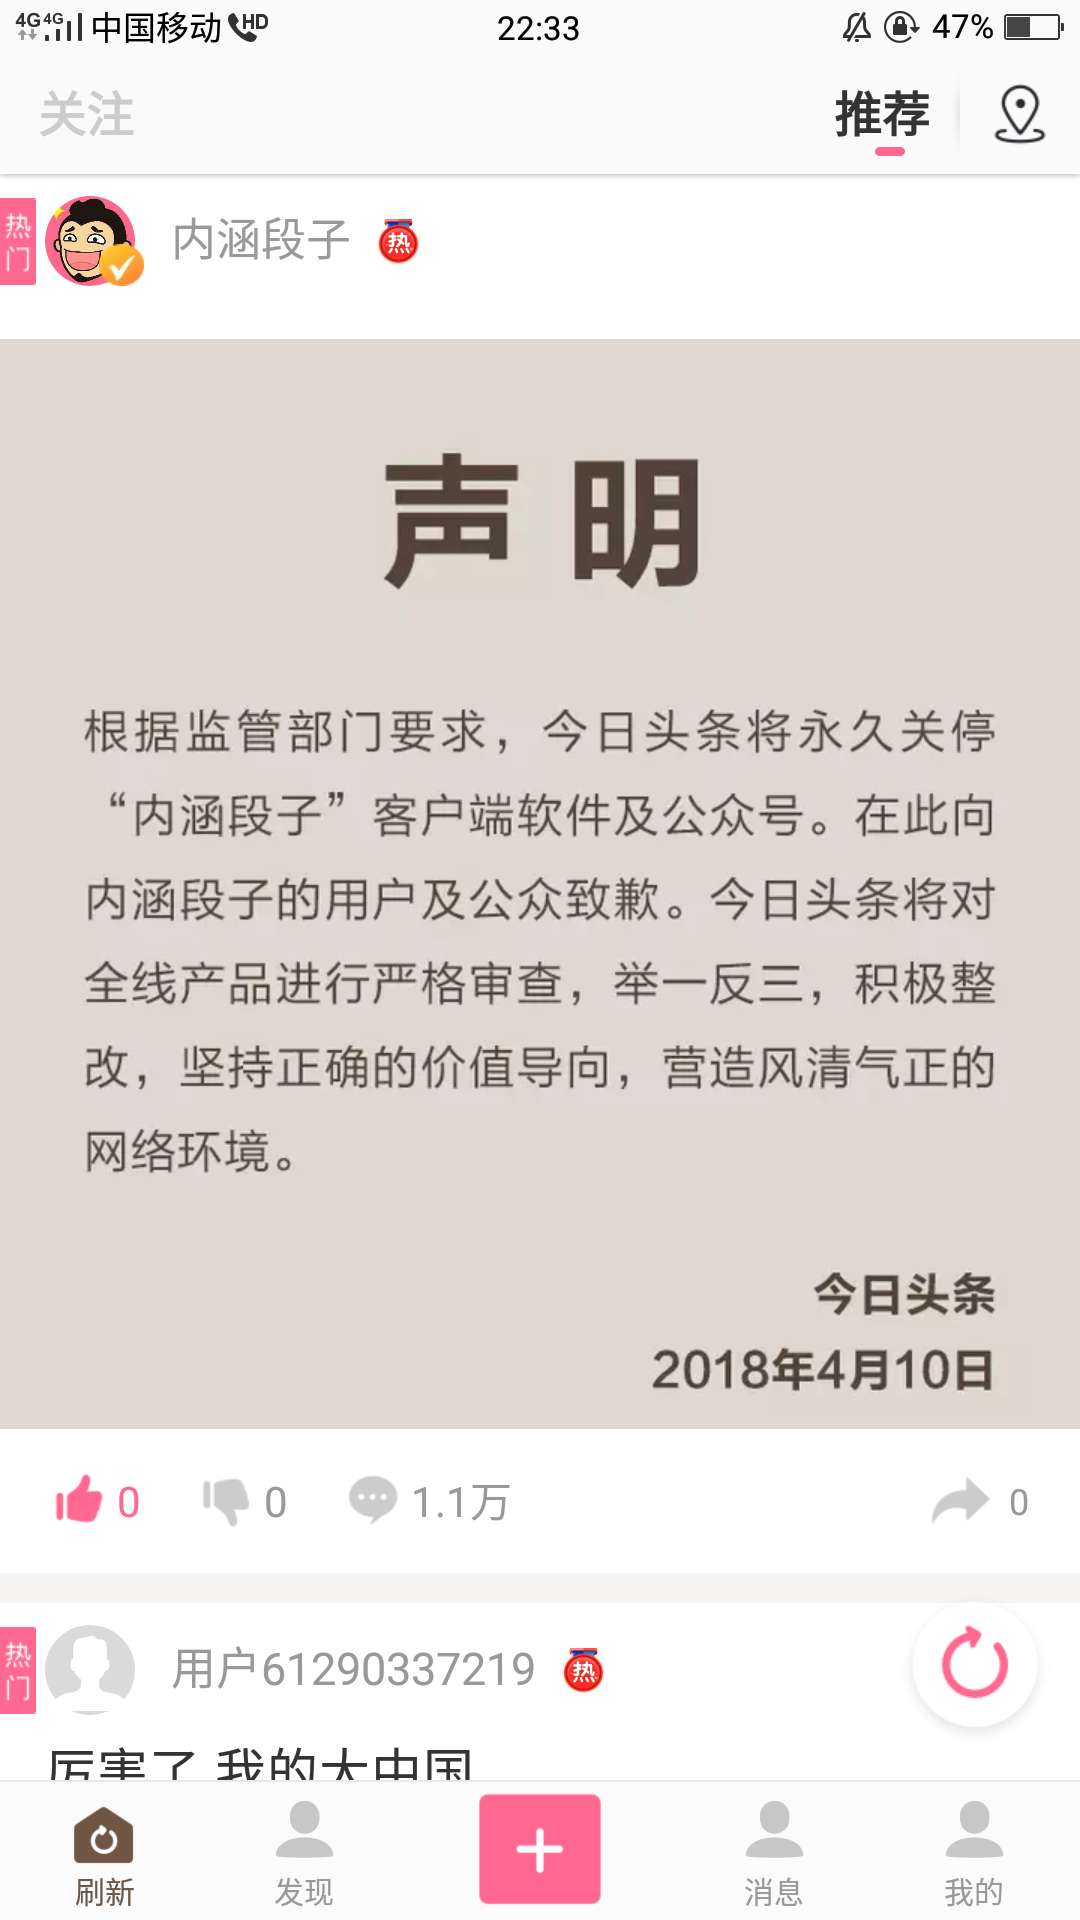 4G 4G 中国移动 HD 22:33 47%
关注 推荐
热门 内涵段子 热
声明
根据监管部门要求，今日头条将永久关停
“内涵段子”客户端软件及公众号。在此向
内涵段子的用户及公众致歉。今日头条将对
全线产品进行严格审查，举一反三，积极整
改，坚持正确的价值导向，营造风清气正的
网络环境。
今日头条
2018年4月10日
0 0 1.1万 0
热门 用户61290337219 热
厉害了 我的大中国
刷新 发现 消息 我的